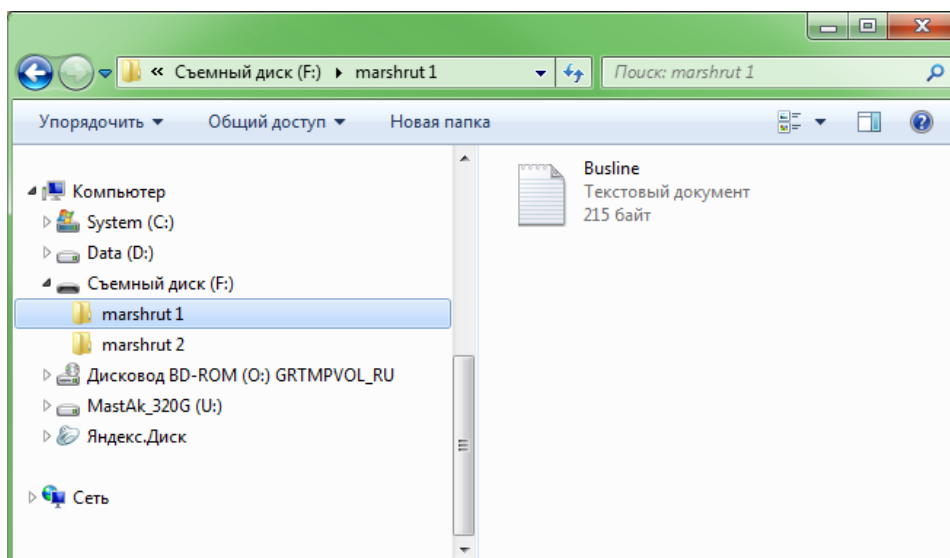 « Съемный диск (F:) ▸ marshrut 1
Поиск: marshrut 1
Упорядочить
Общий доступ
Новая папка
Компьютер
System (C:)
Data (D:)
Съемный диск (F:)
marshrut 1
marshrut 2
Дисковод BD-ROM (O:) GRTMPVOL_RU
MastAk_320G (U:)
Яндекс.Диск
Сеть
Busline
Текстовый документ
215 байт